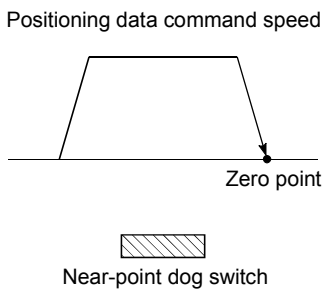 Positioning data command speed
Zero point
Near-point dog switch